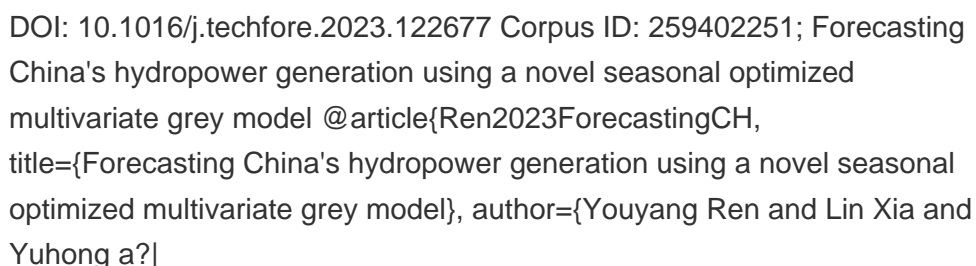 DOI: 10.1016/j.techfore.2023.122677 Corpus ID: 259402251; Forecasting
China's hydropower generation using a novel seasonal optimized
multivariate grey model @article{Ren2023ForecastingCH,
title={Forecasting China's hydropower generation using a novel seasonal
optimized multivariate grey model}, author={Youyang Ren and Lin Xia and
Yuhong a?|